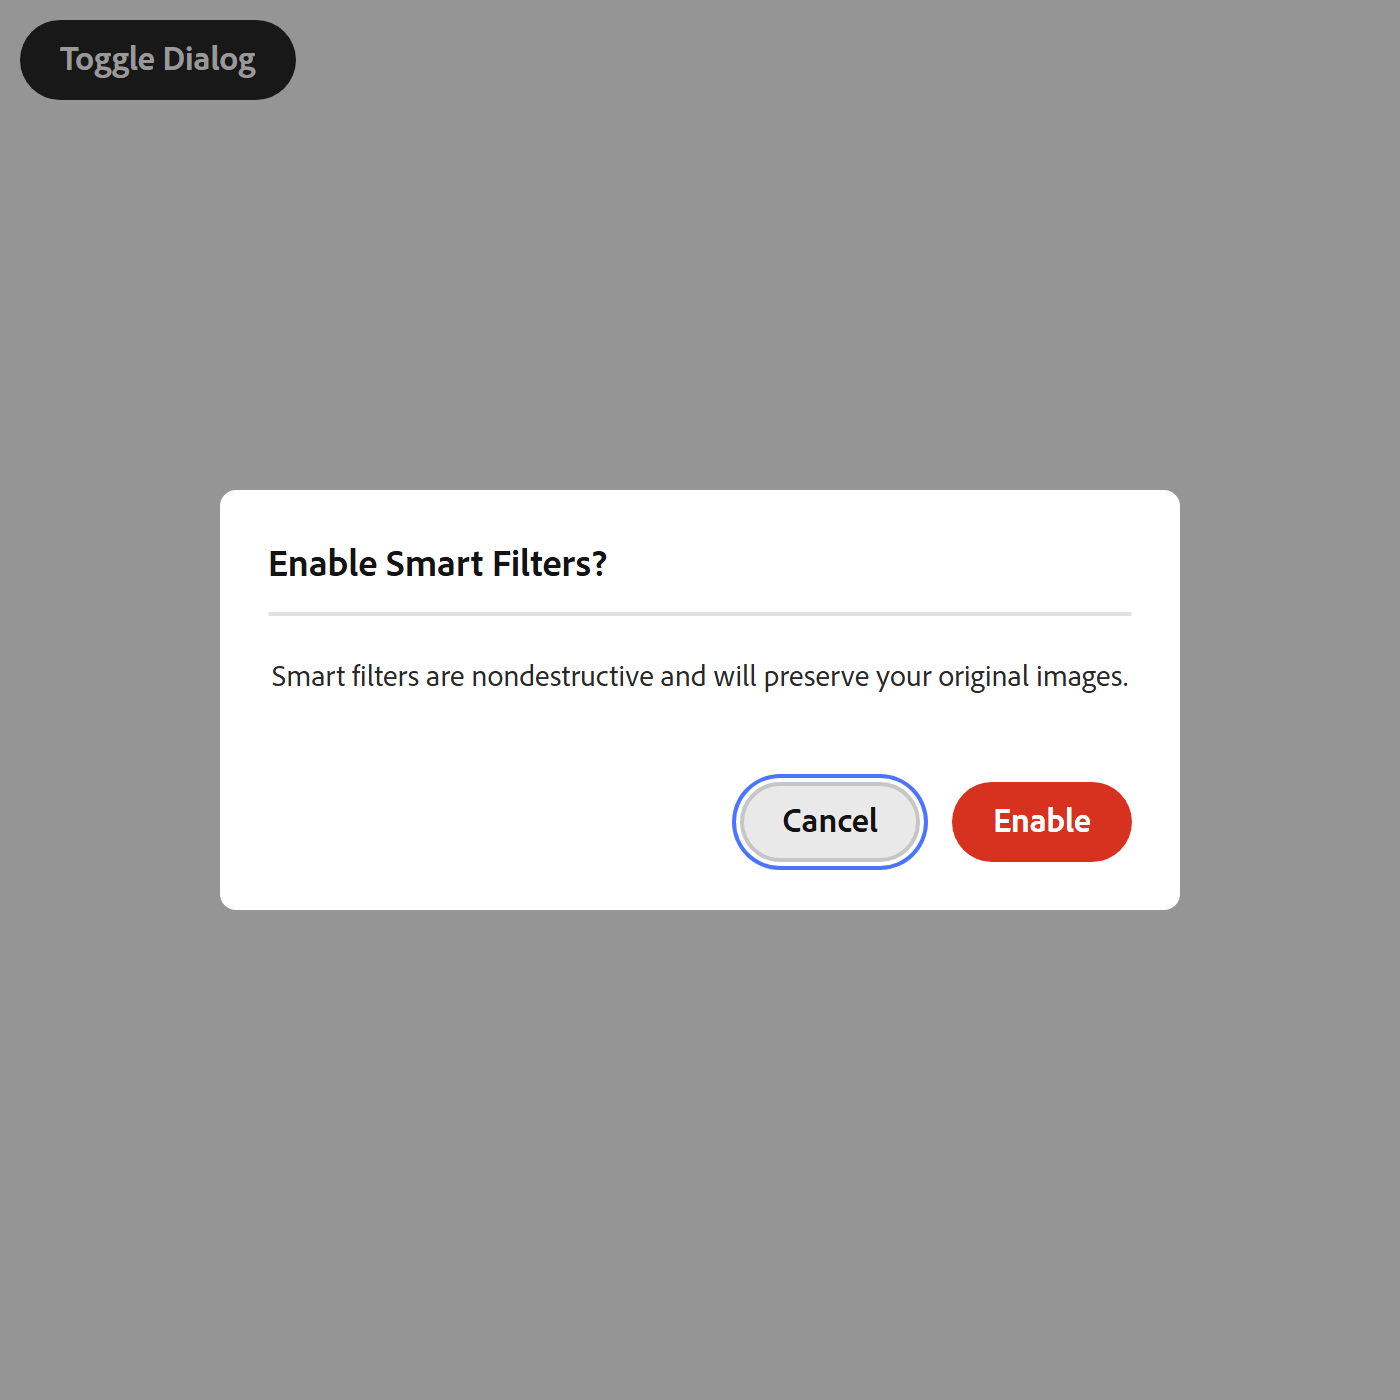 Toggle Dialog
Enable Smart Filters?
Smart filters are nondestructive and will preserve your original images.
Cancel
Enable